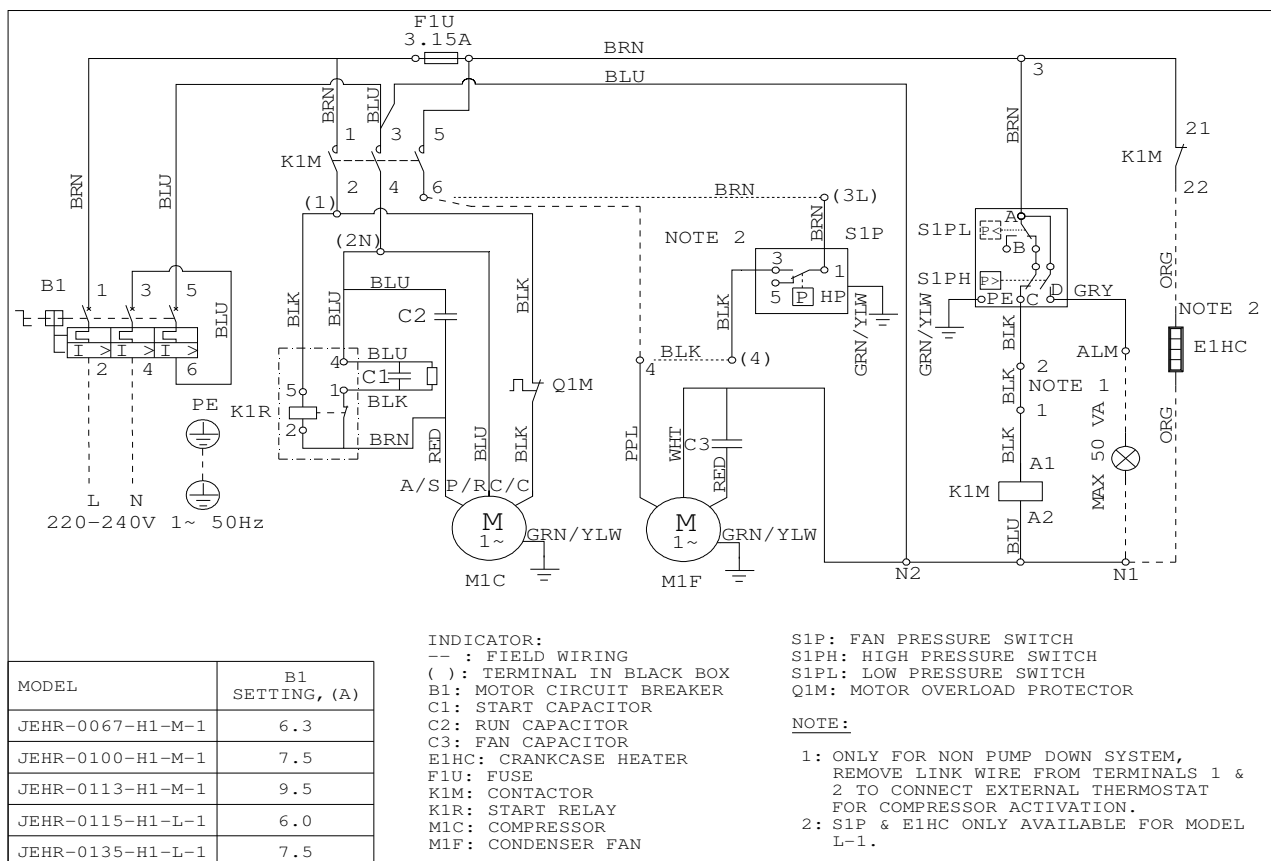 F1U
3.15A
BRN
BLU
3
BRN
BLU
BRN
1
3
5
21
K1M
K1M
BRN
BLU
2
4
6
22
BRN
(3L)
(1)
A
S1PL
P<
B
NOTE 2
S1P
BRN
(2N)
3
1
ORG
B1
1
3
5
BLU
BLU
S1PH
P>
5
P
HP
PE
C
D
GRY
NOTE 2
BLK
BLU
C2
BLK
BLK
GRN/YLW
GRN/YLW
BLK
I > I > I >
2
4
6
4
BLU
4
BLK
(4)
ALM
E1HC
C1
2
PE
5
1
Q1M
NOTE 1
K1R
BLK
BLK
1
2
BRN
RED
BLU
BLK
PPL
WHT
C3
RED
BLK
MAX 50 VA
ORG
A1
L
N
A/S
P/R
C/C
K1M
220-240V 1~ 50Hz
M
1~
GRN/YLW
M
1~
GRN/YLW
A2
BLU
M1C
M1F
N2
N1
MODEL
B1 SETTING,(A)
JEHR-0067-H1-M-1 6.3
JEHR-0100-H1-M-1 7.5
JEHR-0113-H1-M-1 9.5
JEHR-0115-H1-L-1 6.0
JEHR-0135-H1-L-1 7.5
INDICATOR:
-- : FIELD WIRING
( ): TERMINAL IN BLACK BOX
B1: MOTOR CIRCUIT BREAKER
C1: START CAPACITOR
C2: RUN CAPACITOR
C3: FAN CAPACITOR
E1HC: CRANKCASE HEATER
F1U: FUSE
K1M: CONTACTOR
K1R: START RELAY
M1C: COMPRESSOR
M1F: CONDENSER FAN
S1P: FAN PRESSURE SWITCH
S1PH: HIGH PRESSURE SWITCH
S1PL: LOW PRESSURE SWITCH
Q1M: MOTOR OVERLOAD PROTECTOR
NOTE:
1: ONLY FOR NON PUMP DOWN SYSTEM,
REMOVE LINK WIRE FROM TERMINALS 1 &
2 TO CONNECT EXTERNAL THERMOSTAT
FOR COMPRESSOR ACTIVATION.
2: S1P & E1HC ONLY AVAILABLE FOR MODEL
L-1.